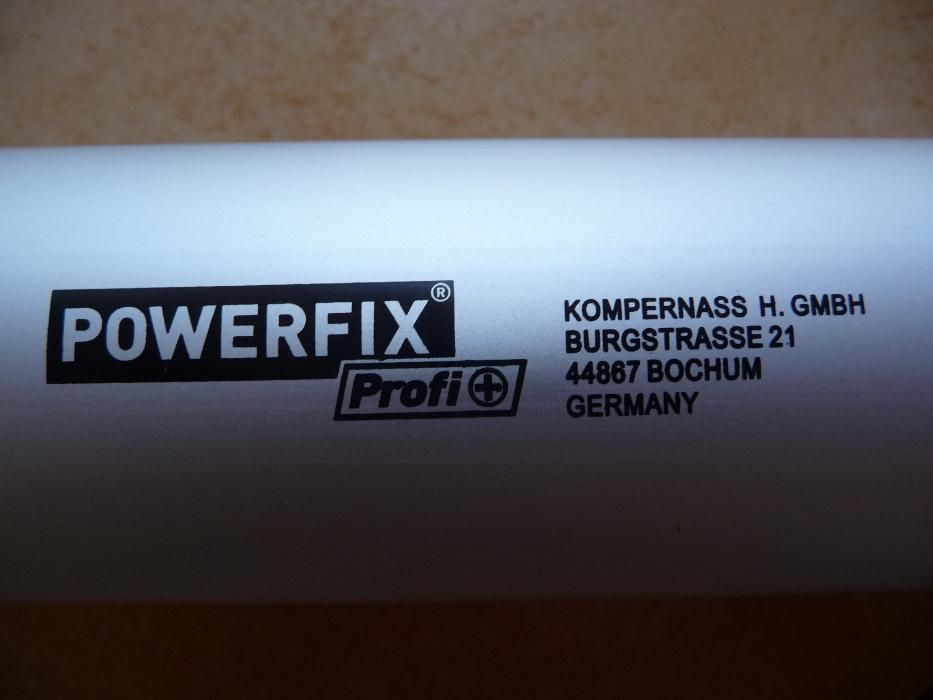 POWERFIX®
Profi+
KOMPERNASS H. GMBH
BURGSTRASSE 21
44867 BOCHUM
GERMANY